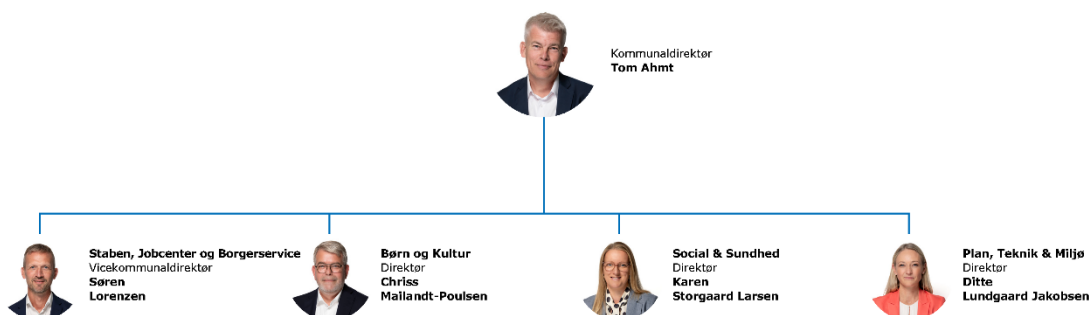 Kommunaldirektør
Tom Ahmt
Staben, Jobcenter og Borgerservice
Vicekommunaldirektør
Søren
Lorenzen
Børn og Kultur
Direktør
Chriss
Mailandt-Poulsen
Social & Sundhed
Direktør
Karen
Storgaard Larsen
Plan, Teknik & Miljø
Direktør
Ditte
Lundgaard Jakobsen